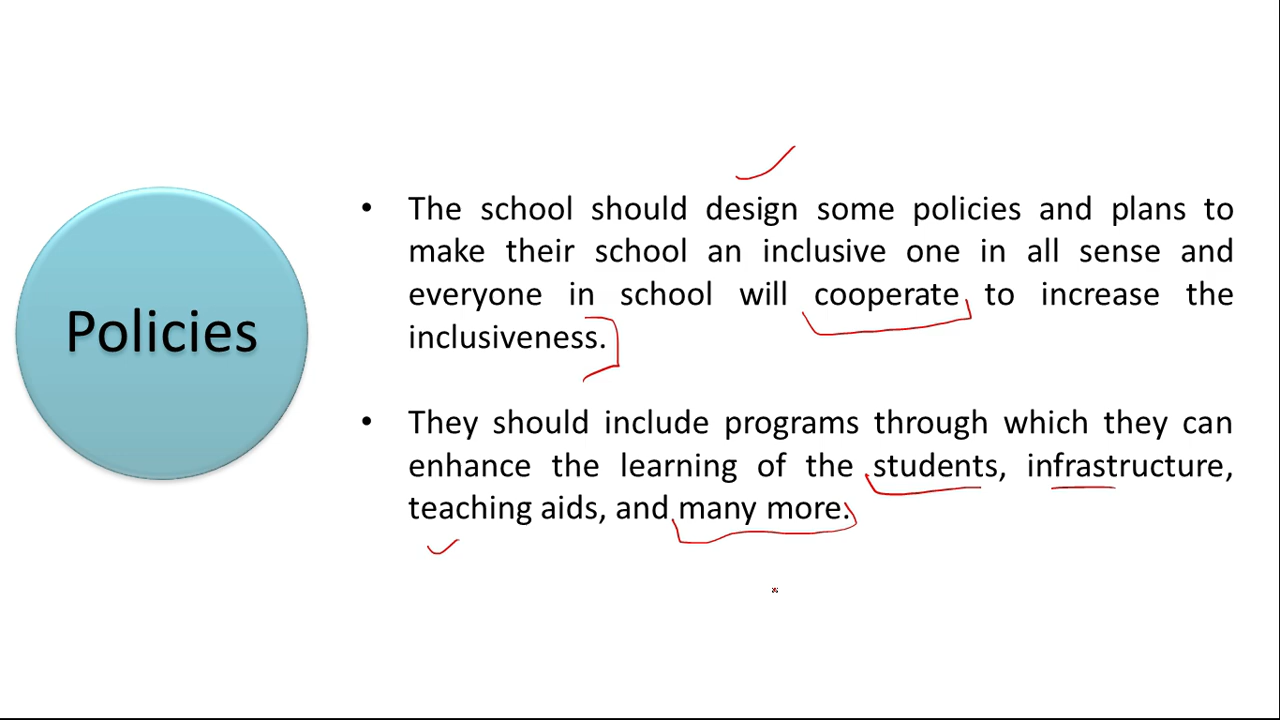 Policies
• The school should design some policies and plans to
make their school an inclusive one in all sense and
everyone in school will cooperate to increase the
inclusiveness.
• They should include programs through which they can
enhance the learning of the students, infrastructure,
teaching aids, and many more.